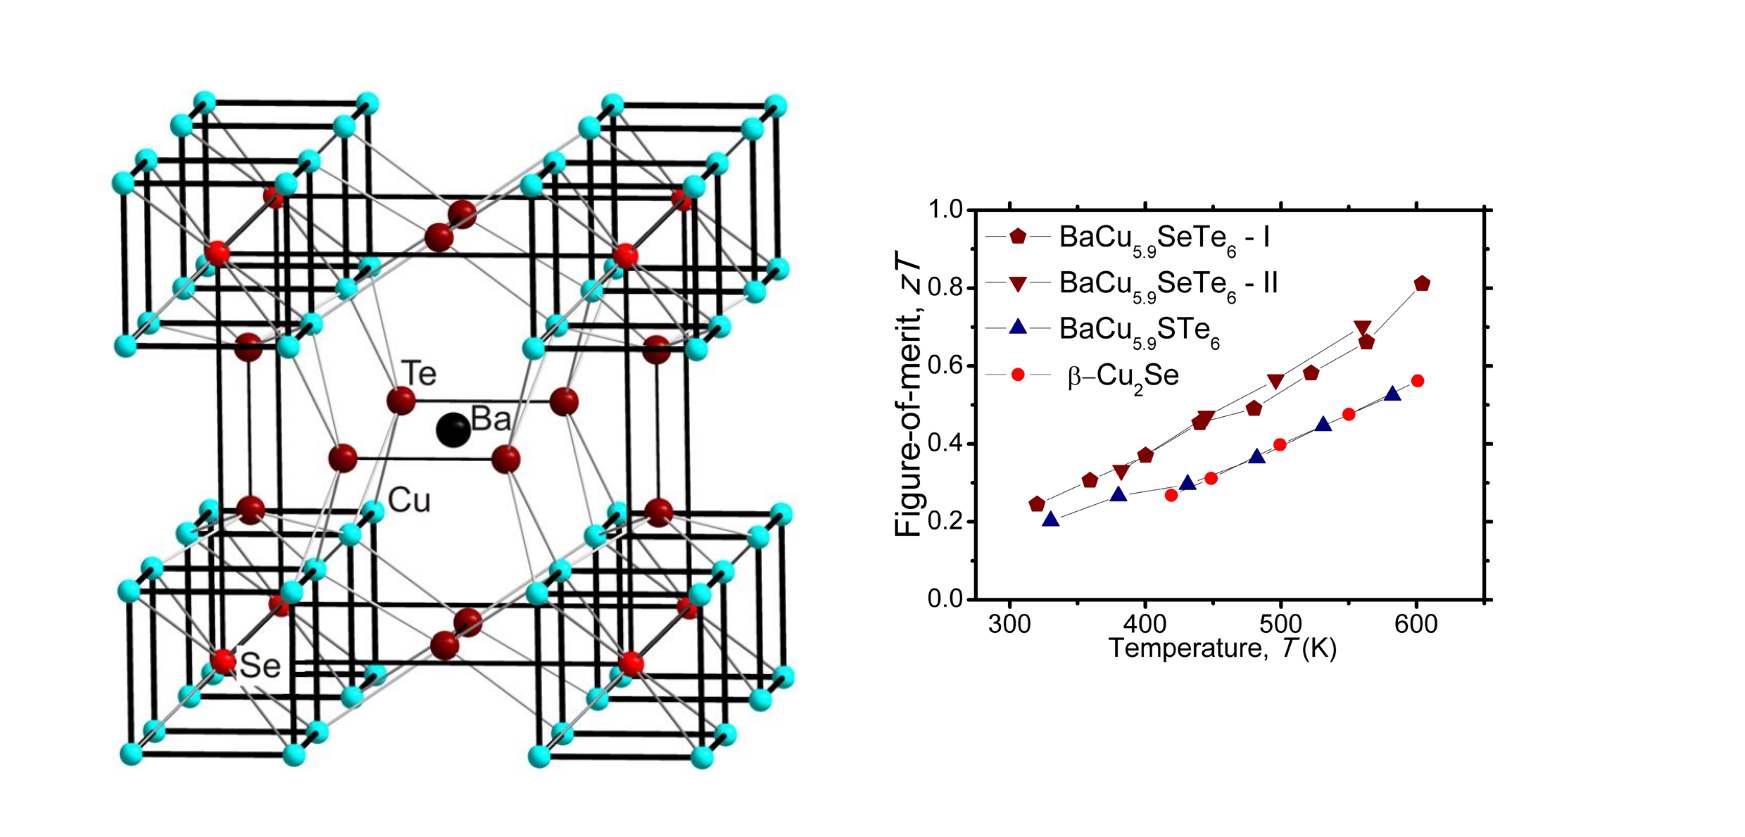 Te
Ba
Cu
Se
Figure-of-merit, zT
1.0
0.8
0.6
0.4
0.2
0.0
BaCu5.9SeTe6 - I
BaCu5.9SeTe6 - II
BaCu5.9STe6
β-Cu2Se
300 400 500 600
Temperature, T (K)